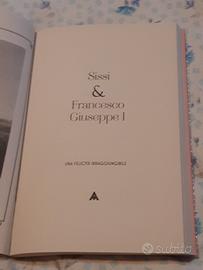 Sissi
&
Francesco
Giuseppe I
UNA FELICITÀ IRRAGGIUNGIBILE
subito